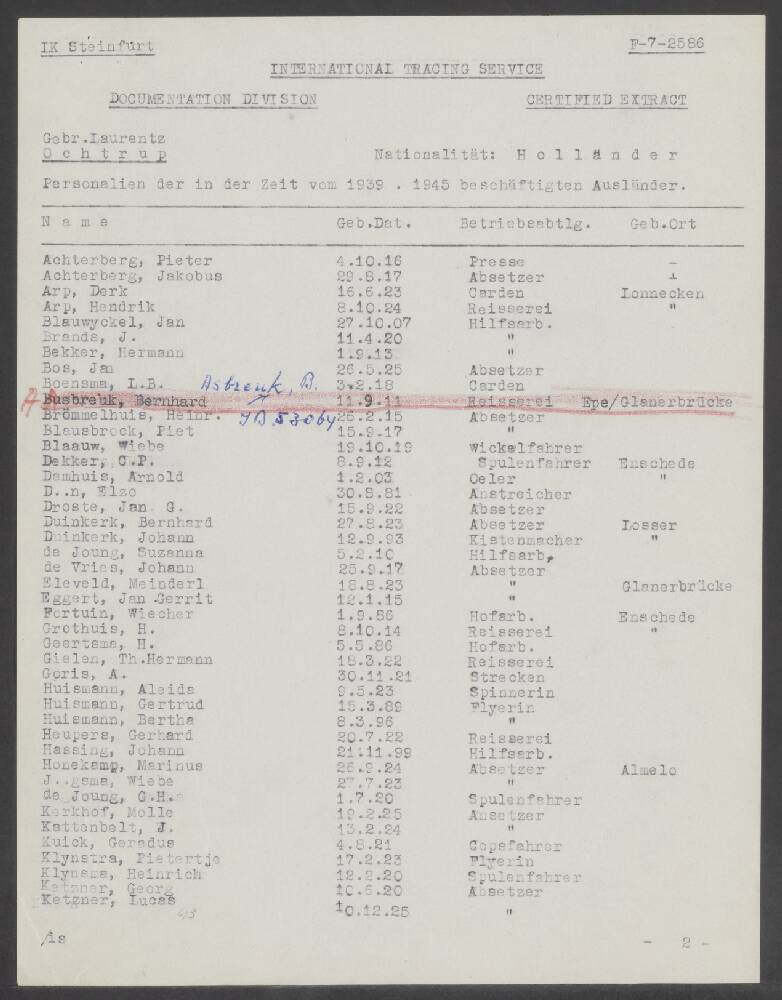 IK Steinfurt F-7-2586
INTERNATIONAL TRACING SERVICE
DOCUMENTATION DIVISION CERTIFIED EXTRACT
Gebr.Laurentz
Ochtrup Nationalität: Holländer
Personalien der in der Zeit vom 1939 . 1945 beschäftigten Ausländer.
Name Geb.Dat. Betriebsabtlg. Geb.Ort
Achterberg, Pieter 4.10.16 Presse -
Achterberg, Jakobus 29.8.17 Absetzer
Arp, Derk 16.6.23 Carden Lonnecken
Arp, Hendrik 8.10.24 Reisserei "
Blauwyckel, Jan 27.10.07 Hilfsarb.
Brands, J. 11.4.20 "
Bekker, Hermann 1.9.13 "
Bos, Jan 26.5.25 Absetzer
Boensma, L.B. Asbreuk, B. 3.2.18 Carden
Busbreuk, Bernhard 11.9.11 Reisserei Epe/Glanerbrücke
Brömmelhuis, Heinr. 26.2.15 Absetzer
Blausbrock, Piet 15.9.17 "
Blaauw, Wiebe 19.10.19 Wickelfahrer
Dekker, C.P. 8.9.12 Spulenfahrer Enschede
Damhuis, Arnold 1.2.03 Oeler "
D..n, Elzo 30.8.81 Anstreicher
Droste, Jan G. 15.9.22 Absetzer
Duinkerk, Bernhard 27.8.23 Absetzer Losser
Duinkerk, Johann 12.9.93 Kistenmacher "
de Joung, Suzanna 5.2.10 Hilfsarb.
de Vries, Johann 25.9.17 Absetzer
Eleveld, Meinderl 18.8.23 " Glanerbrücke
Eggert, Jan Gerrit 12.1.15 "
Fortuin, Wiecher 1.9.86 Hofarb. Enschede
Grothuis, H. 8.10.14 Reisserei "
Geertsma, H. 5.5.86 Hofarb.
Gielen, Th.Hermann 18.3.22 Reisserei
Goris, A. 30.11.21 Strecken
Huismann, Aleida 9.5.23 Spinnerin
Huismann, Gertrud 15.3.89 Flyerin
Huismann, Bertha 8.3.96 "
Heupers, Gerhard 20.7.22 Reisserei
Hassing, Johann 21.11.99 Hilfsarb.
Honekamp, Marinus 26.9.24 Absetzer Almelo
J..gsma, Wiebe 27.7.23 "
de Joung, G.H. 1.7.20 Spulenfahrer
Kerkhof, Molle 19.2.25 Absetzer
Kattenbelt, J. 13.2.24 "
Kuick, Geradus 4.8.21 Copsfahrer
Klynstra, Pietertje 17.2.23 Flyerin
Klynsma, Heinrich 12.2.20 Spulenfahrer
Ketzner, Georg 10.6.20 Absetzer
Ketzner, Lucas 10.12.25 "
/is - 2 -